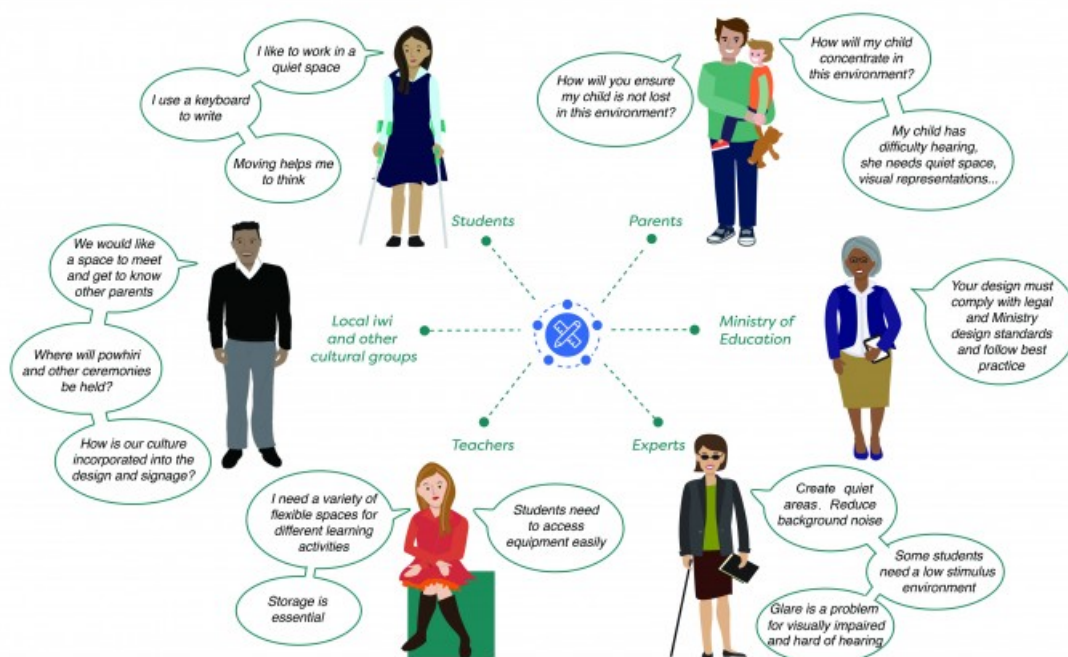 I like to work in a
quiet space
I use a keyboard
to write
Moving helps me
to think
Students
How will you ensure
my child is not lost
in this environment?
How will my child
concentrate in
this environment?
My child has
difficulty hearing,
she needs quiet space,
visual representations...
Parents
We would like
a space to meet
and get to know
other parents
Where will powhiri
and other ceremonies
be held?
How is our culture
incorporated into the
design and signage?
Local iwi
and other
cultural groups
Ministry of
Education
Your design must
comply with legal
and Ministry
design standards
and follow best
practice
Teachers
I need a variety of
flexible spaces for
different learning
activities
Storage is
essential
Students need
to access
equipment easily
Experts
Create quiet
areas. Reduce
background noise
Some students
need a low stimulus
environment
Glare is a problem
for visually impaired
and hard of hearing